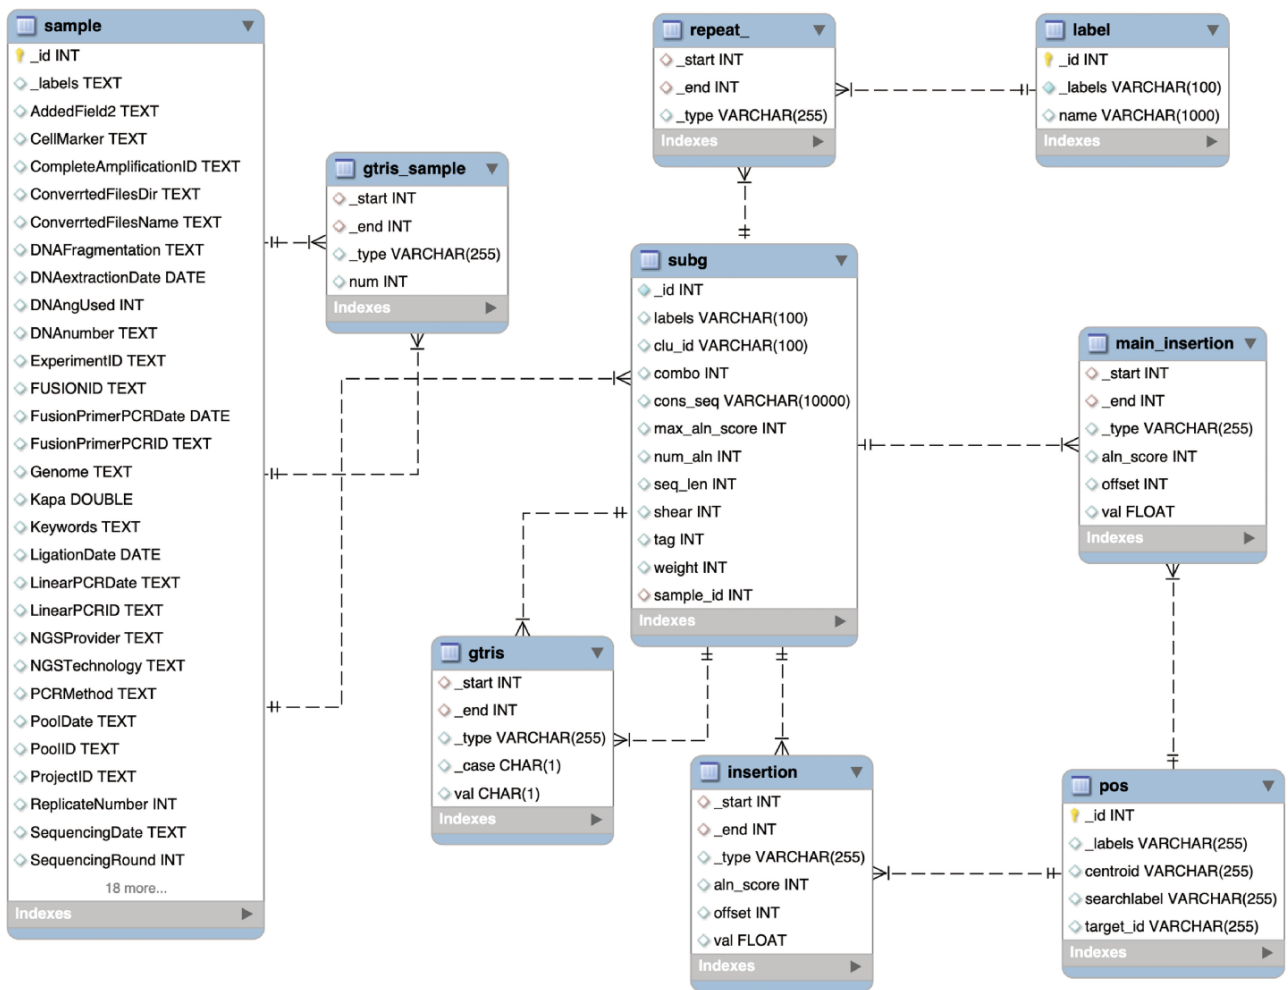 sample
_id INT
_labels TEXT
AddedField2 TEXT
CellMarker TEXT
CompleteAmplificationID TEXT
ConverrtedFilesDir TEXT
ConverrtedFilesName TEXT
DNAFragmentation TEXT
DNAextractionDate DATE
DNAngUsed INT
DNAnumber TEXT
ExperimentID TEXT
FUSIONID TEXT
FusionPrimerPCRDate DATE
FusionPrimerPCRID TEXT
Genome TEXT
Kapa DOUBLE
Keywords TEXT
LigationDate DATE
LinearPCRDate TEXT
LinearPCRID TEXT
NGSProvider TEXT
NGSTechnology TEXT
PCRMethod TEXT
PoolDate TEXT
PoolID TEXT
ProjectID TEXT
ReplicateNumber INT
SequencingDate TEXT
SequencingRound INT
18 more...
Indexes
gtris_sample
_start INT
_end INT
_type VARCHAR(255)
num INT
Indexes
repeat_
_start INT
_end INT
_type VARCHAR(255)
Indexes
label
_id INT
_labels VARCHAR(100)
name VARCHAR(1000)
Indexes
subg
_id INT
labels VARCHAR(100)
clu_id VARCHAR(100)
combo INT
cons_seq VARCHAR(10000)
max_aln_score INT
num_aln INT
seq_len INT
shear INT
tag INT
weight INT
sample_id INT
Indexes
main_insertion
_start INT
_end INT
_type VARCHAR(255)
aln_score INT
offset INT
val FLOAT
Indexes
gtris
_start INT
_end INT
_type VARCHAR(255)
_case CHAR(1)
val CHAR(1)
Indexes
insertion
_start INT
_end INT
_type VARCHAR(255)
aln_score INT
offset INT
val FLOAT
Indexes
pos
_id INT
_labels VARCHAR(255)
centroid VARCHAR(255)
searchlabel VARCHAR(255)
target_id VARCHAR(255)
Indexes